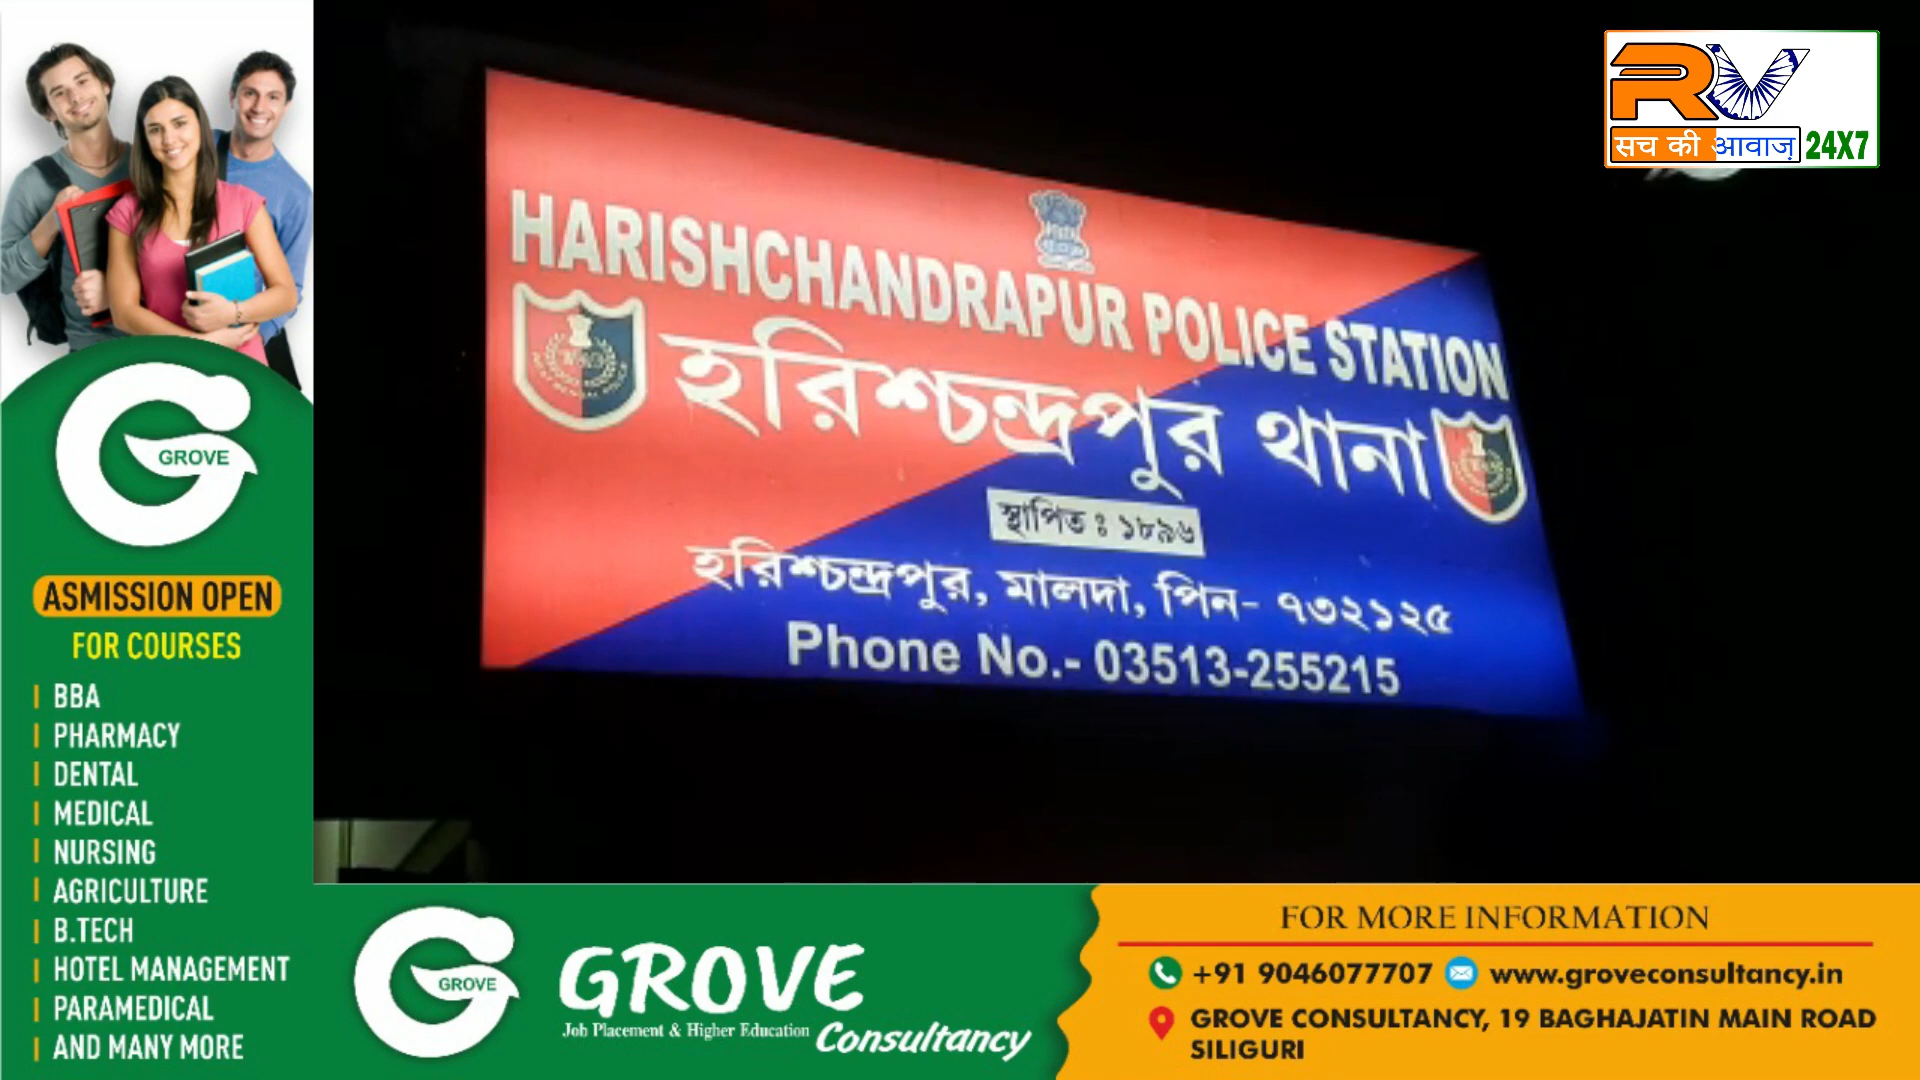 RV
सच की आवाज़ 24X7
HARISHCHANDRAPUR POLICE STATION
হরিশ্চন্দ্রপুর থানা
স্থাপিত : ১৮৯৬
হরিশ্চন্দ্রপুর, মালদা, পিন- ৭৩২১২৫
Phone No.- 03513-255215
GROVE
ASMISSION OPEN
FOR COURSES
BBA
PHARMACY
DENTAL
MEDICAL
NURSING
AGRICULTURE
B.TECH
HOTEL MANAGEMENT
PARAMEDICAL
AND MANY MORE
GROVE
GROVE
Job Placement & Higher Education Consultancy
FOR MORE INFORMATION
+91 9046077707 www.groveconsultancy.in
GROVE CONSULTANCY, 19 BAGHAJATIN MAIN ROAD
SILIGURI